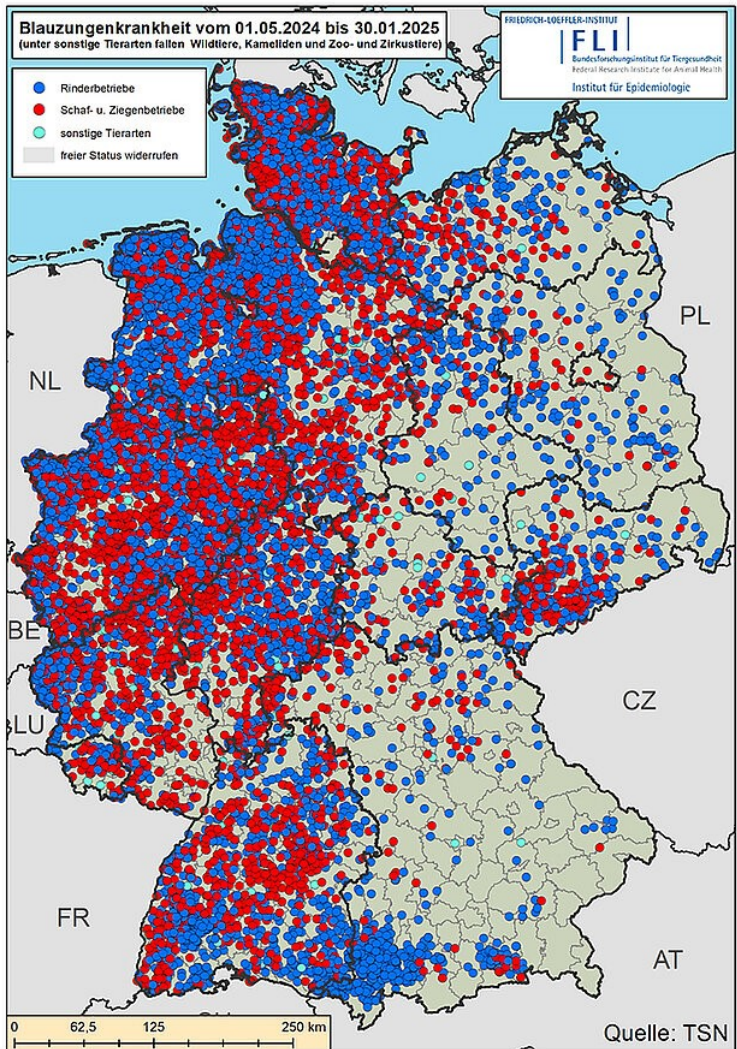 Blauzungenkrankheit vom 01.05.2024 bis 30.01.2025
(unter sonstige Tierarten fallen Wildtiere, Kameliden und Zoo- und Zirkustiere)
FRIEDRICH-LOEFFLER-INSTITUT
FLI
Bundesforschungsinstitut für Tiergesundheit
Federal Research Institute for Animal Health
Institut für Epidemiologie
Rinderbetriebe
Schaf- u. Ziegenbetriebe
sonstige Tierarten
freier Status widerrufen
PL
NL
BE
CZ
LU
FR
AT
0 62,5 125 250 km
Quelle: TSN